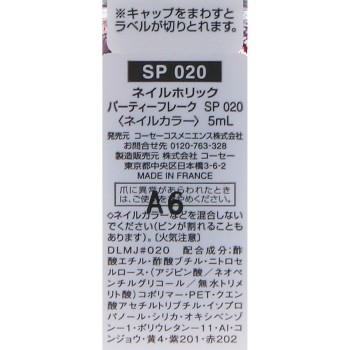 ※キャップをまわすと
ラベルが切りとれます。
SP 020
ネイルホリック
パーティーフレーク SP 020
〈ネイルカラー〉 5mL
発売元 コーセーコスメニエンス株式会社
お問合せ先 0120-763-328
製造販売元 株式会社 コーセー
東京都中央区日本橋3-6-2
MADE IN FRANCE
爪に異常があらわれたとき
は、ご使用をおやめください。
A6
◇ネイルカラーなどを混合しない
でください(ビンが割れることも
あります)。[火気注意]
DLMJ#020 配合成分:酢
酸エチル・酢酸ブチル・ニトロセ
ルロース・(アジピン酸／ネオペ
ンチルグリコール／無水トリメ
リト酸)コポリマー・PET・クエン
酸アセチルトリブチル・イソプロ
パノール・シリカ・オキシベンゾ
ン-1・ポリウレタン-11・Al・コン
ジョウ・黄4・紫201・赤202